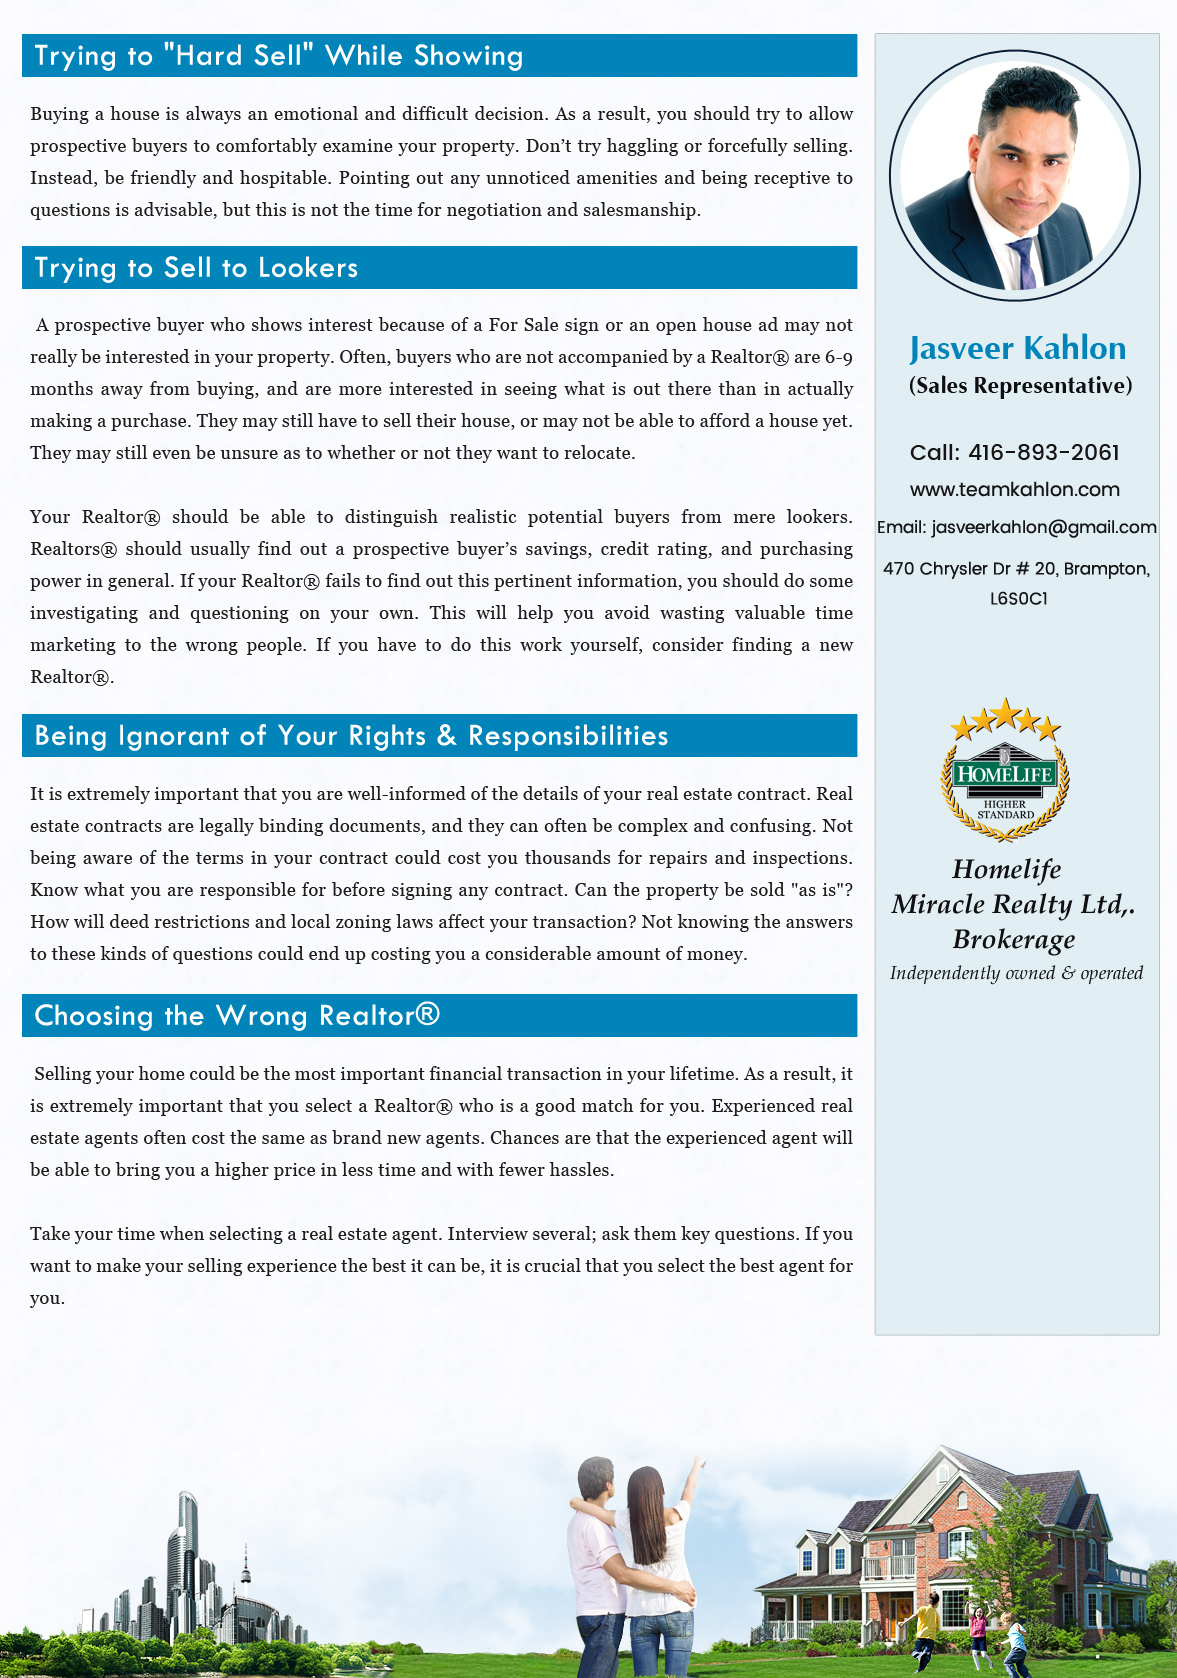 Trying to "Hard Sell" While Showing
Buying a house is always an emotional and difficult decision. As a result, you should try to allow
prospective buyers to comfortably examine your property. Don’t try haggling or forcefully selling.
Instead, be friendly and hospitable. Pointing out any unnoticed amenities and being receptive to
questions is advisable, but this is not the time for negotiation and salesmanship.
Trying to Sell to Lookers
A prospective buyer who shows interest because of a For Sale sign or an open house ad may not
really be interested in your property. Often, buyers who are not accompanied by a Realtor® are 6-9
months away from buying, and are more interested in seeing what is out there than in actually
making a purchase. They may still have to sell their house, or may not be able to afford a house yet.
They may still even be unsure as to whether or not they want to relocate.
Your Realtor® should be able to distinguish realistic potential buyers from mere lookers.
Realtors® should usually find out a prospective buyer’s savings, credit rating, and purchasing
power in general. If your Realtor® fails to find out this pertinent information, you should do some
investigating and questioning on your own. This will help you avoid wasting valuable time
marketing to the wrong people. If you have to do this work yourself, consider finding a new
Realtor®.
Being Ignorant of Your Rights & Responsibilities
It is extremely important that you are well-informed of the details of your real estate contract. Real
estate contracts are legally binding documents, and they can often be complex and confusing. Not
being aware of the terms in your contract could cost you thousands for repairs and inspections.
Know what you are responsible for before signing any contract. Can the property be sold "as is"?
How will deed restrictions and local zoning laws affect your transaction? Not knowing the answers
to these kinds of questions could end up costing you a considerable amount of money.
Choosing the Wrong Realtor®
Selling your home could be the most important financial transaction in your lifetime. As a result, it
is extremely important that you select a Realtor® who is a good match for you. Experienced real
estate agents often cost the same as brand new agents. Chances are that the experienced agent will
be able to bring you a higher price in less time and with fewer hassles.
Take your time when selecting a real estate agent. Interview several; ask them key questions. If you
want to make your selling experience the best it can be, it is crucial that you select the best agent for
you.
Jasveer Kahlon
(Sales Representative)
Call: 416-893-2061
www.teamkahlon.com
Email: jasveerkahlon@gmail.com
470 Chrysler Dr # 20, Brampton,
L6S0C1
HOMELIFE
HIGHER
STANDARD
Homelife
Miracle Realty Ltd,.
Brokerage
Independently owned & operated